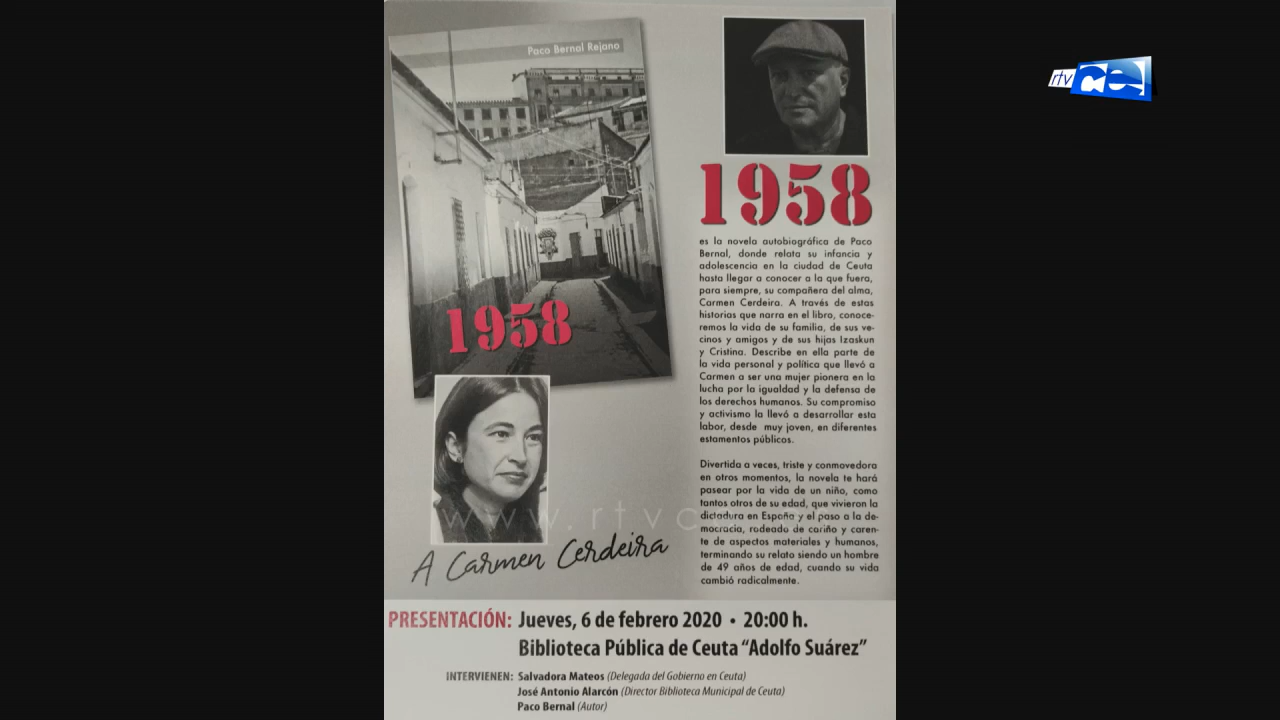 Paco Bernal Rejano
1958
A Carmen Cerdeira
1958
es la novela autobiográfica de Paco
Bernal, donde relata su infancia y
adolescencia en la ciudad de Ceuta
hasta llegar a conocer a la que fuera,
para siempre, su compañera del alma,
Carmen Cerdeira. A través de estas
historias que narra en el libro, conoce-
remos la vida de su familia, de sus ve-
cinos y amigos y de sus hijas Izaskun
y Cristina. Describe en ella parte de
la vida personal y política que llevó a
Carmen a ser una mujer pionera en la
lucha por la igualdad y la defensa de
los derechos humanos. Su compromiso
y activismo la llevó a desarrollar esta
labor, desde muy joven, en diferentes
estamentos públicos.
Divertida a veces, triste y conmovedora
en otros momentos, la novela te hará
pasear por la vida de un niño, como
tantos otros de su edad, que vivieron la
dictadura en España y el paso a la de-
mocracia, rodeado de cariño y caren-
te de aspectos materiales y humanos,
terminando su relato siendo un hombre
de 49 años de edad, cuando su vida
cambió radicalmente.
PRESENTACIÓN: Jueves, 6 de febrero 2020 • 20:00 h.
Biblioteca Pública de Ceuta “Adolfo Suárez”
INTERVIENEN: Salvadora Mateos (Delegada del Gobierno en Ceuta)
José Antonio Alarcón (Director Biblioteca Municipal de Ceuta)
Paco Bernal (Autor)
rtv ce
www.rtvc